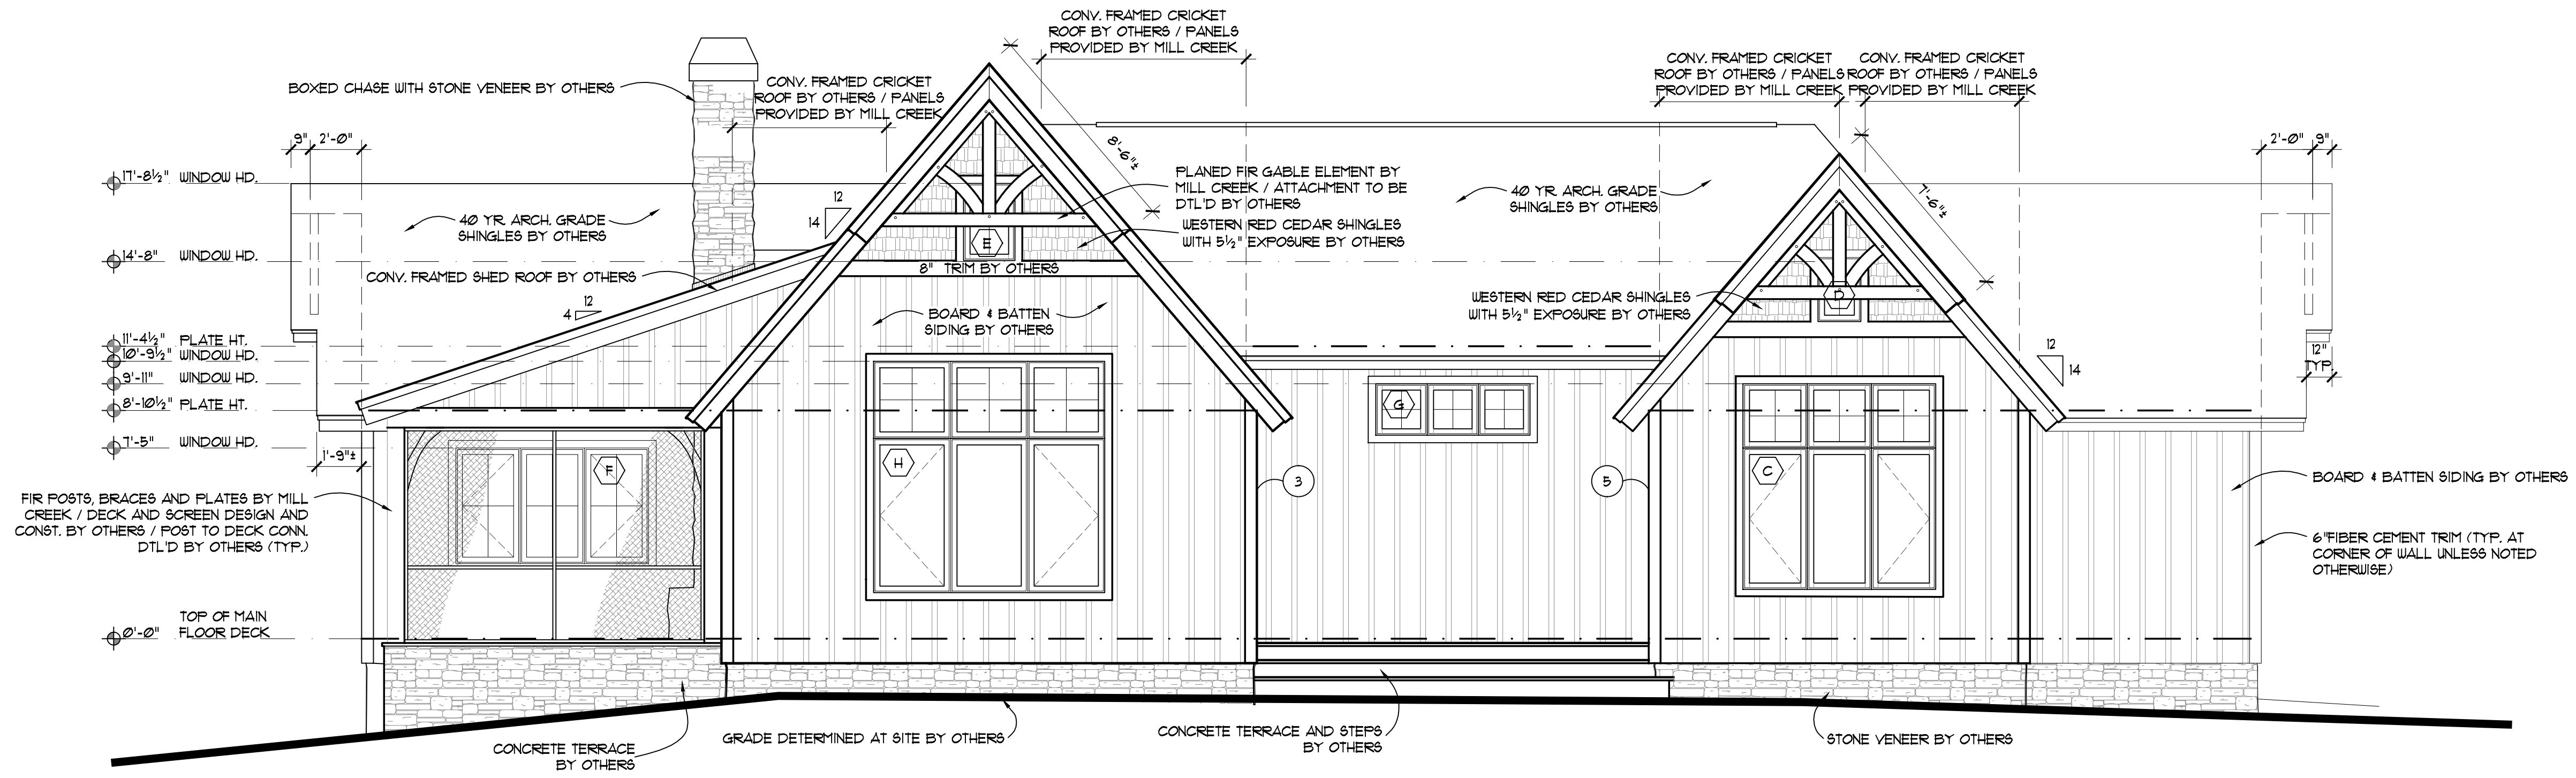 CONV. FRAMED CRICKET
ROOF BY OTHERS / PANELS
PROVIDED BY MILL CREEK
CONV. FRAMED CRICKET
ROOF BY OTHERS / PANELS
PROVIDED BY MILL CREEK
CONV. FRAMED CRICKET
ROOF BY OTHERS / PANELS
PROVIDED BY MILL CREEK
CONV. FRAMED CRICKET
ROOF BY OTHERS / PANELS
PROVIDED BY MILL CREEK
BOXED CHASE WITH STONE VENEER BY OTHERS
9" 2'-0"
8'-6"±
2'-0" 9"
17'-8½" WINDOW HD.
PLANED FIR GABLE ELEMENT BY
MILL CREEK / ATTACHMENT TO BE
DTL'D BY OTHERS
40 YR. ARCH. GRADE
SHINGLES BY OTHERS
7'-6"±
12
14
40 YR. ARCH. GRADE
SHINGLES BY OTHERS
WESTERN RED CEDAR SHINGLES
WITH 5½" EXPOSURE BY OTHERS
E
14'-8" WINDOW HD.
8" TRIM BY OTHERS
CONV. FRAMED SHED ROOF BY OTHERS
12
4
WESTERN RED CEDAR SHINGLES
WITH 5½" EXPOSURE BY OTHERS
D
BOARD & BATTEN
SIDING BY OTHERS
11'-4½" PLATE HT.
10'-9½" WINDOW HD.
12
14
12"
TYP.
9'-11" WINDOW HD.
8'-10½" PLATE HT.
G
7'-5" WINDOW HD.
1'-9"±
F
H
C
3
5
BOARD & BATTEN SIDING BY OTHERS
FIR POSTS, BRACES AND PLATES BY MILL
CREEK / DECK AND SCREEN DESIGN AND
CONST. BY OTHERS / POST TO DECK CONN.
DTL'D BY OTHERS (TYP.)
6"FIBER CEMENT TRIM (TYP. AT
CORNER OF WALL UNLESS NOTED
OTHERWISE)
TOP OF MAIN
0'-0" FLOOR DECK
CONCRETE TERRACE
BY OTHERS
GRADE DETERMINED AT SITE BY OTHERS
CONCRETE TERRACE AND STEPS
BY OTHERS
STONE VENEER BY OTHERS